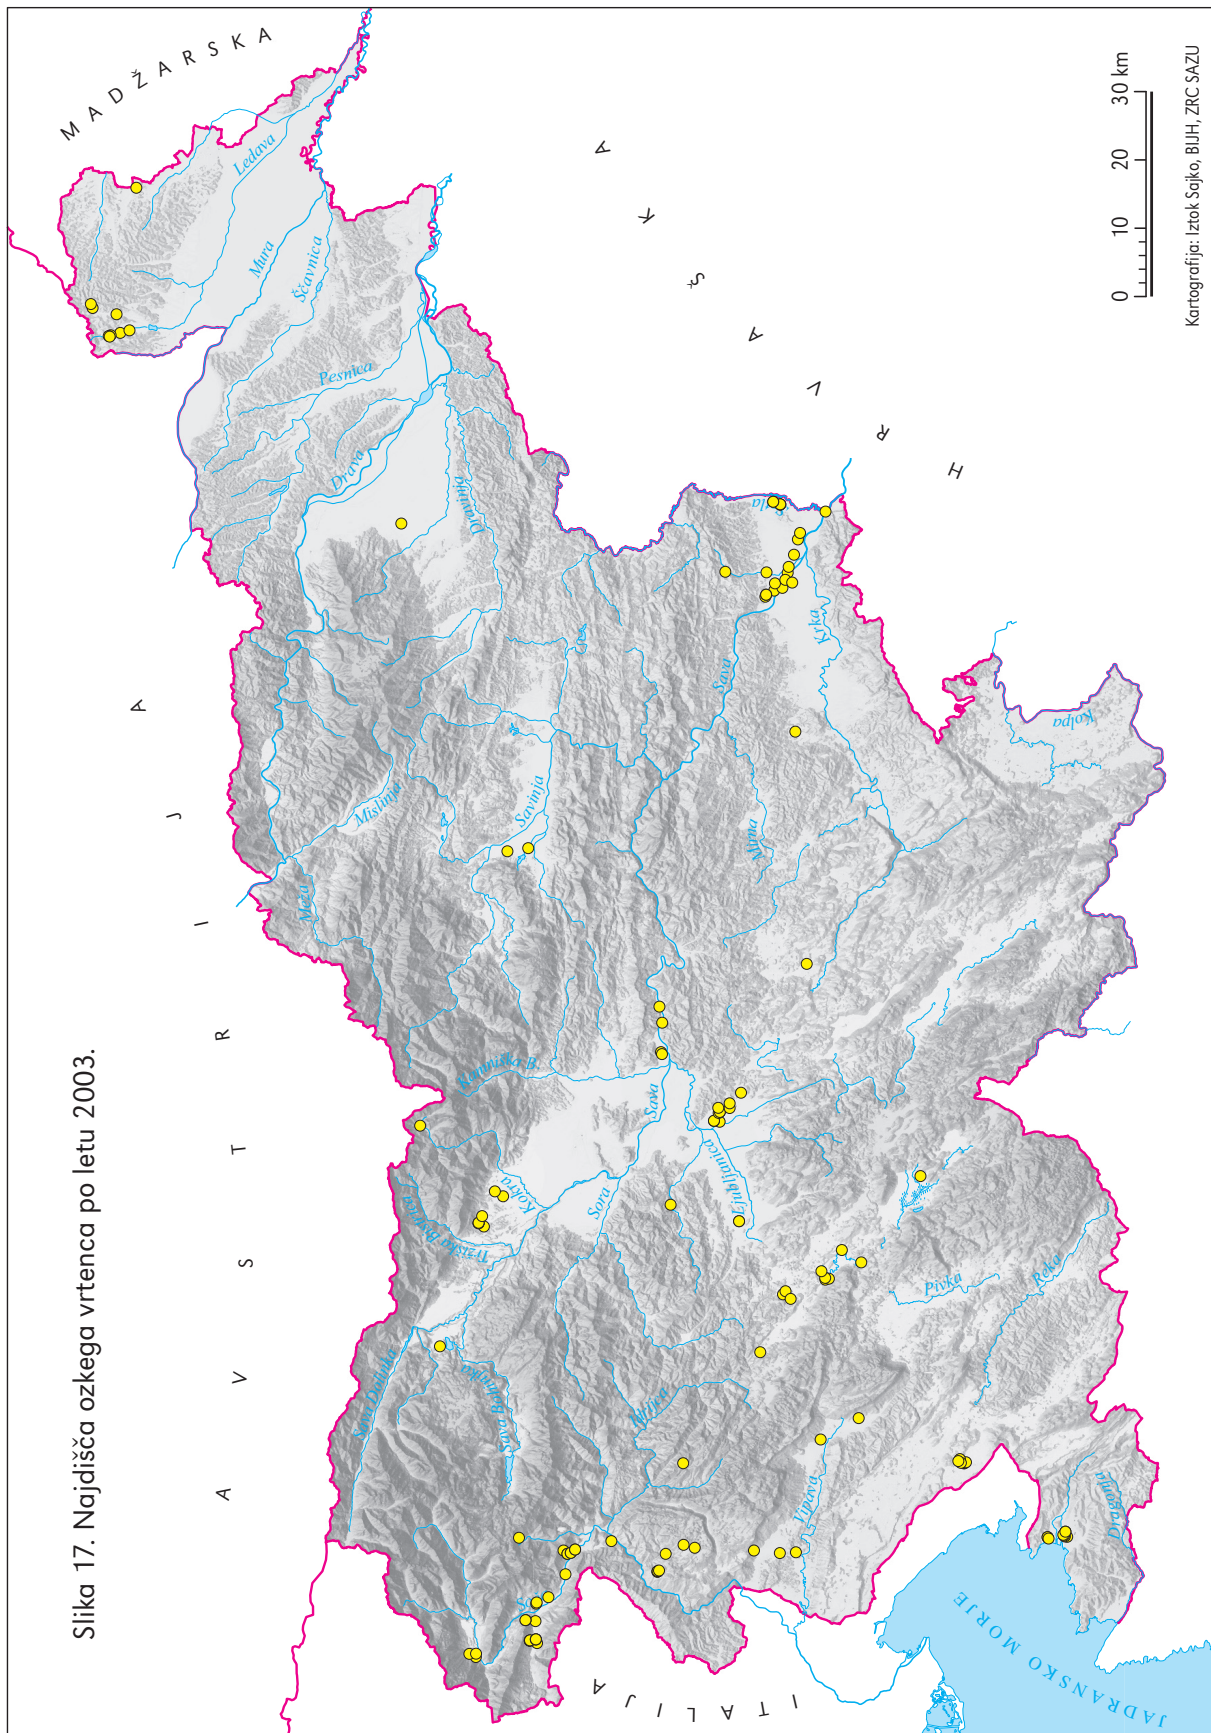 Slika 17. Najdišča ozkega vrtenca po letu 2003.
AVSTRIJA
MADŽARSKA
HRVAŠKA
ITALIJA
JADRANSKO MORJE
Sava Dolinka
Sava Bohinjka
Tržiška Bistrica
Kokra
Kamniška B.
Sora
Sava
Ljubljanica
Idrijca
Vipava
Pivka
Reka
Dragonja
Meža
Mislinja
Savinja
Drava
Dravinja
Pesnica
Ščavnica
Mura
Ledava
Sava
Mirna
Krka
Kolpa
0 10 20 30 km
Kartografija: Iztok Sajko, BIJH, ZRC SAZU